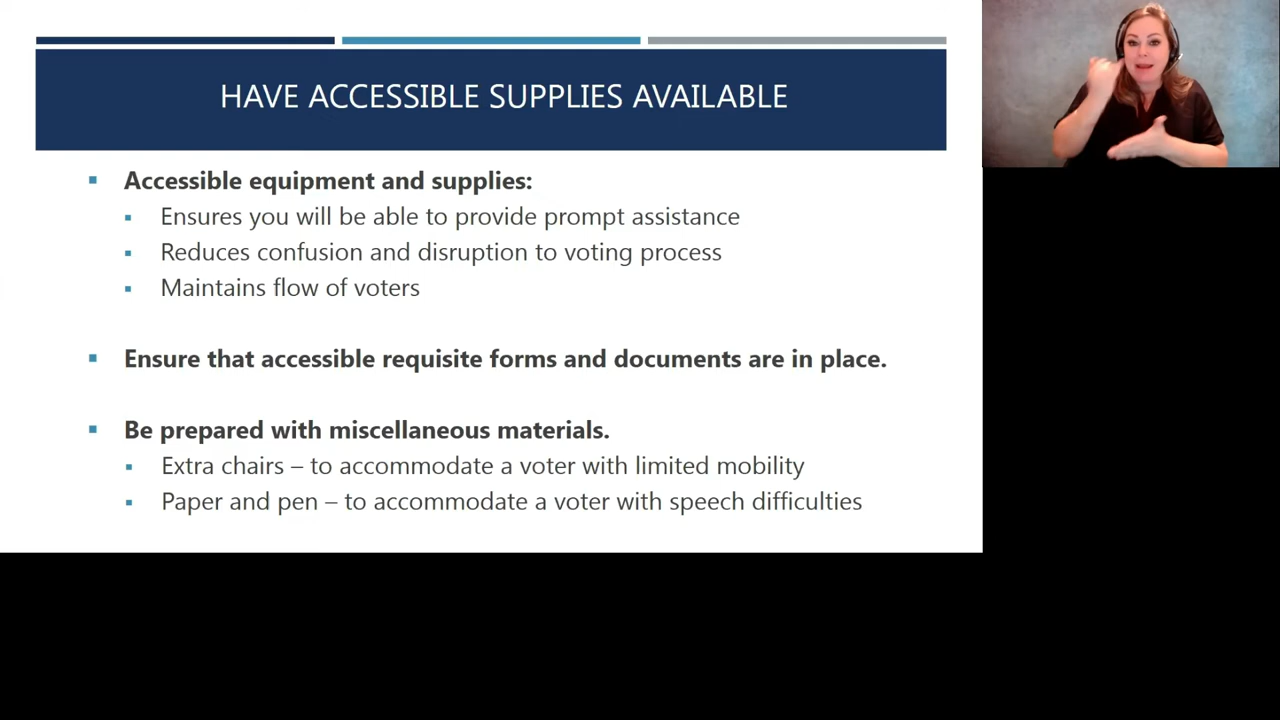 HAVE ACCESSIBLE SUPPLIES AVAILABLE
Accessible equipment and supplies:
Ensures you will be able to provide prompt assistance
Reduces confusion and disruption to voting process
Maintains flow of voters
Ensure that accessible requisite forms and documents are in place.
Be prepared with miscellaneous materials.
Extra chairs – to accommodate a voter with limited mobility
Paper and pen – to accommodate a voter with speech difficulties